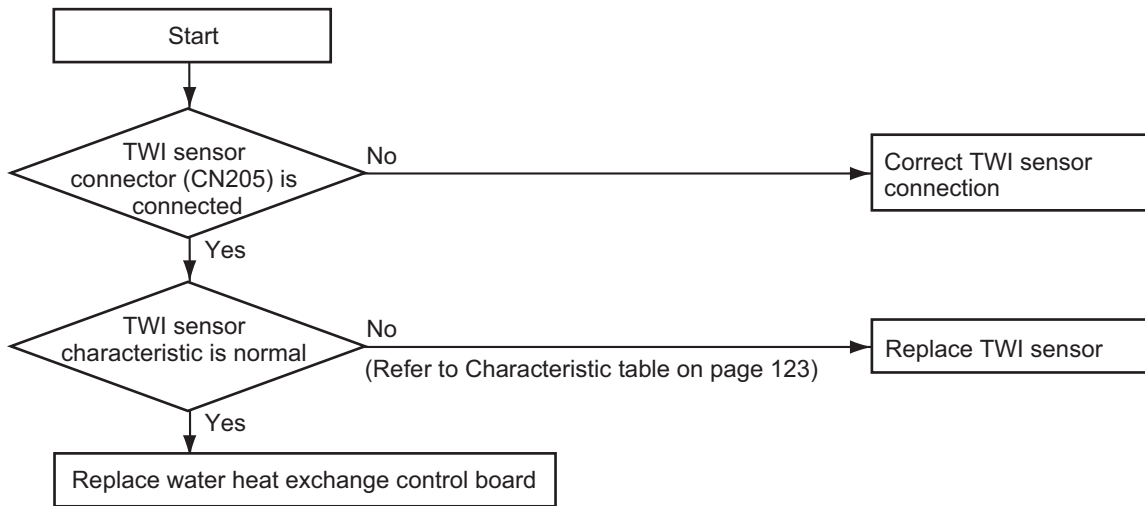 Start
TWI sensor
connector (CN205) is
connected
No
Correct TWI sensor
connection
Yes
TWI sensor
characteristic is normal
No
(Refer to Characteristic table on page 123)
Replace TWI sensor
Yes
Replace water heat exchange control board